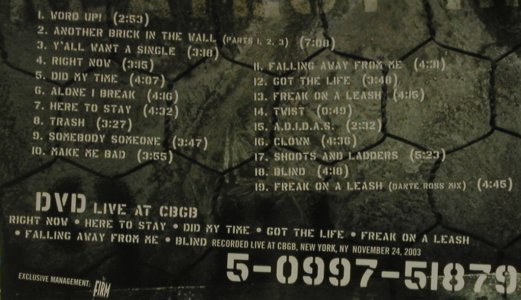 1. WORD UP! (2:53)
2. ANOTHER BRICK IN THE WALL (PARTS 1, 2, 3) (7:08)
3. Y'ALL WANT A SINGLE (3:18)
4. RIGHT NOW (3:15)
5. DID MY TIME (4:07)
6. ALONE I BREAK (4:16)
7. HERE TO STAY (4:32)
8. TRASH (3:27)
9. SOMEBODY SOMEONE (3:47)
10. MAKE ME BAD (3:55)
11. FALLING AWAY FROM ME (4:31)
12. GOT THE LIFE (3:48)
13. FREAK ON A LEASH (4:15)
14. TWIST (0:49)
15. A.D.I.D.A.S. (2:32)
16. CLOWN (4:36)
17. SHOOTS AND LADDERS (5:23)
18. BLIND (4:18)
19. FREAK ON A LEASH (DANTE ROSS MIX) (4:45)
DVD LIVE AT CBGB
RIGHT NOW • HERE TO STAY • DID MY TIME • GOT THE LIFE • FREAK ON A LEASH
• FALLING AWAY FROM ME • BLIND RECORDED LIVE AT CBGB, NEW YORK, NY NOVEMBER 24, 2003
EXCLUSIVE MANAGEMENT: FIRM
5-0997-51879